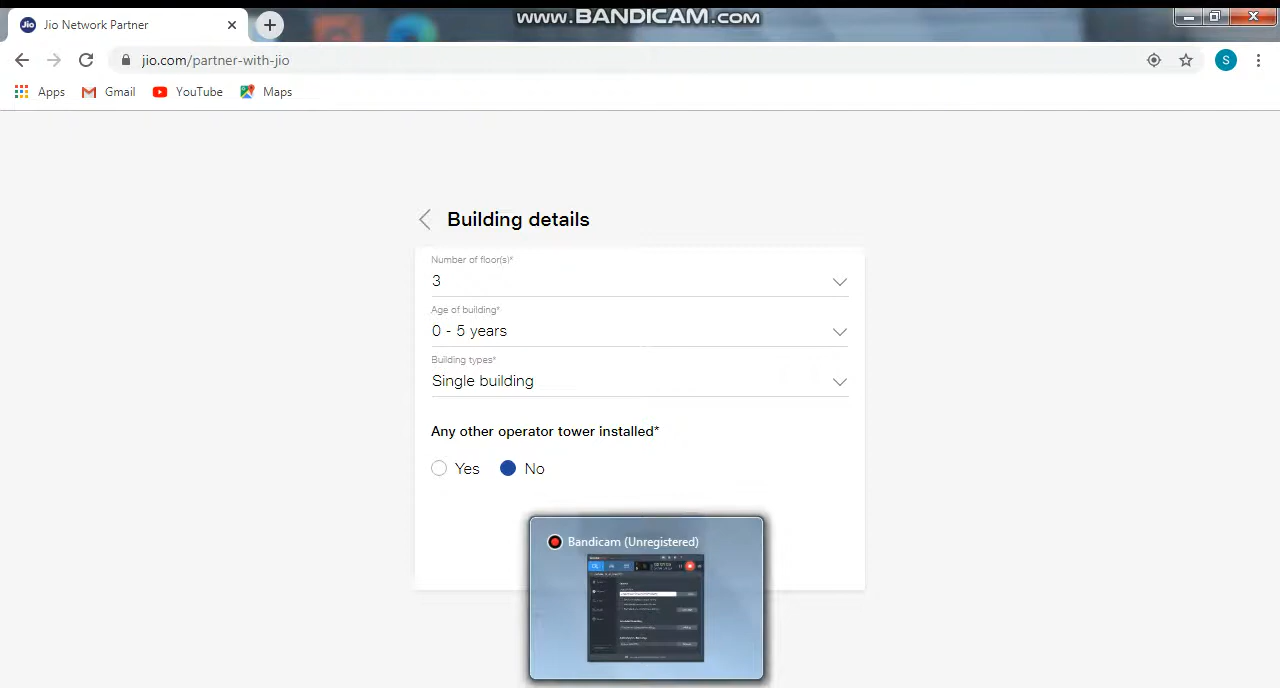 www.BANDICAM.com
Jio Jio Network Partner
jio.com/partner-with-jio
S
Apps Gmail YouTube Maps
Building details
Number of floor(s)*
3
Age of building*
0 - 5 years
Building types*
Single building
Any other operator tower installed*
Yes No
Bandicam (Unregistered)